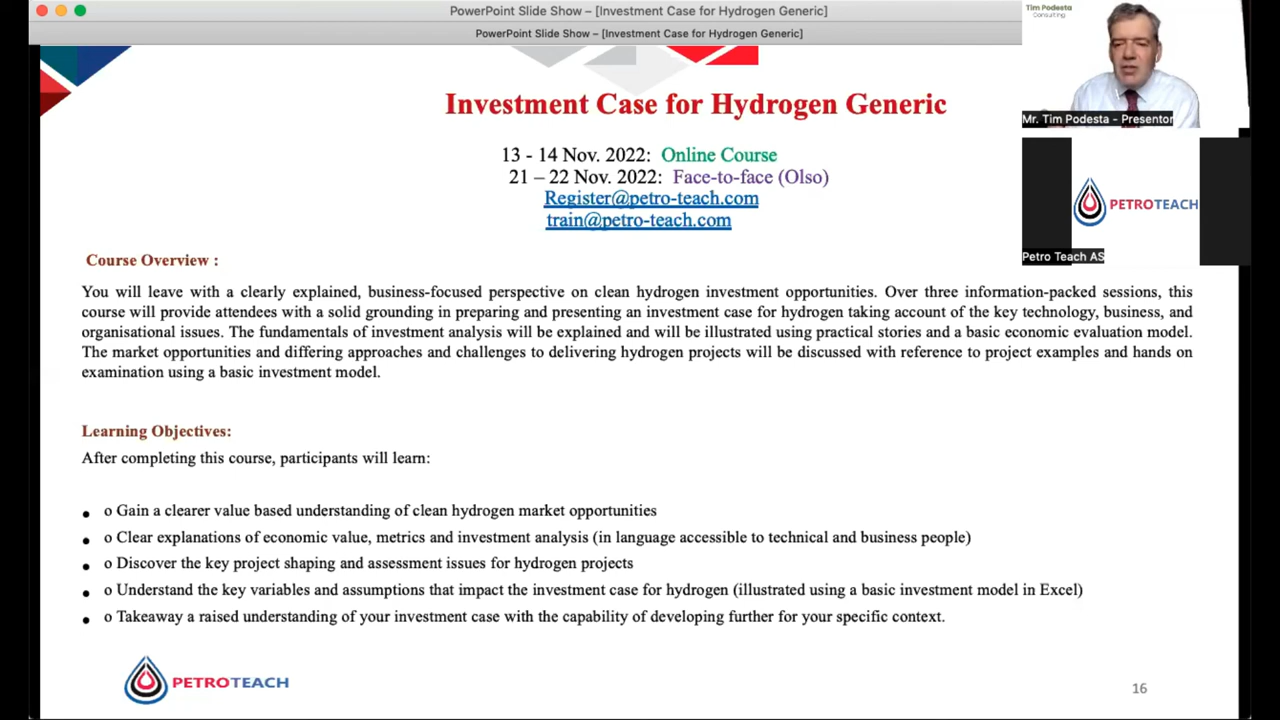 PowerPoint Slide Show – [Investment Case for Hydrogen Generic]
PowerPoint Slide Show – [Investment Case for Hydrogen Generic]
Tim Podesta
Consulting
Mr. Tim Podesta - Presentor
PETROTEACH
Petro Teach AS
Investment Case for Hydrogen Generic
13 - 14 Nov. 2022: Online Course
21 – 22 Nov. 2022: Face-to-face (Olso)
Register@petro-teach.com
train@petro-teach.com
Course Overview :
You will leave with a clearly explained, business-focused perspective on clean hydrogen investment opportunities. Over three information-packed sessions, this
course will provide attendees with a solid grounding in preparing and presenting an investment case for hydrogen taking account of the key technology, business, and
organisational issues. The fundamentals of investment analysis will be explained and will be illustrated using practical stories and a basic economic evaluation model.
The market opportunities and differing approaches and challenges to delivering hydrogen projects will be discussed with reference to project examples and hands on
examination using a basic investment model.
Learning Objectives:
After completing this course, participants will learn:
• o Gain a clearer value based understanding of clean hydrogen market opportunities
• o Clear explanations of economic value, metrics and investment analysis (in language accessible to technical and business people)
• o Discover the key project shaping and assessment issues for hydrogen projects
• o Understand the key variables and assumptions that impact the investment case for hydrogen (illustrated using a basic investment model in Excel)
• o Takeaway a raised understanding of your investment case with the capability of developing further for your specific context.
PETROTEACH
16